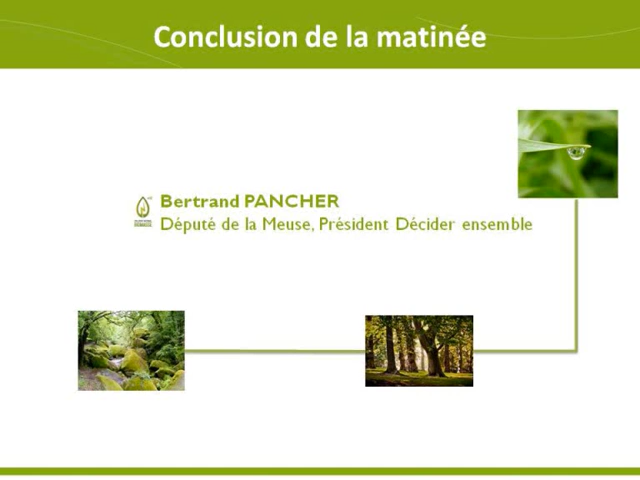 Conclusion de la matinée
Bertrand PANCHER
Député de la Meuse, Président Décider ensemble